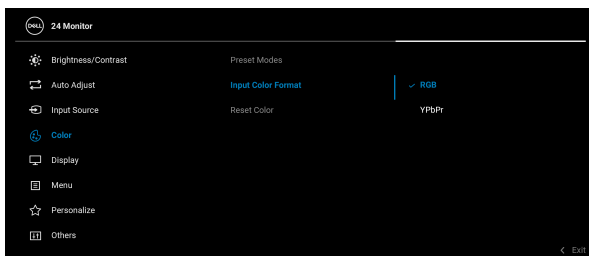 DELL 24 Monitor
Brightness/Contrast Preset Modes
Auto Adjust Input Color Format ✓ RGB
Input Source Reset Color YPbPr
Color
Display
Menu
Personalize
Others
< Exit